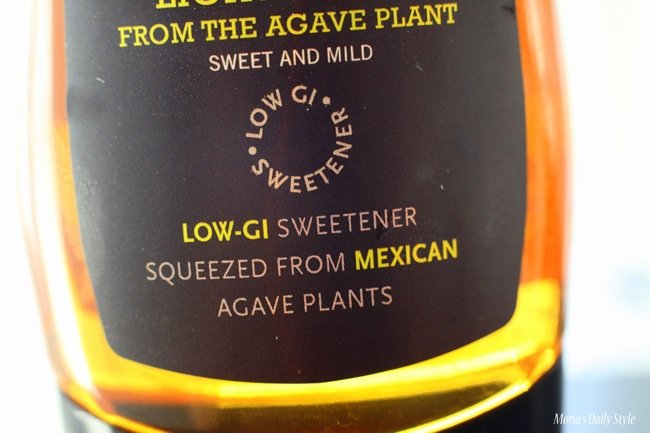 FROM THE AGAVE PLANT
SWEET AND MILD
• LOW GI •
SWEETENER
LOW-GI SWEETENER
SQUEEZED FROM MEXICAN
AGAVE PLANTS
Mona's Daily Style